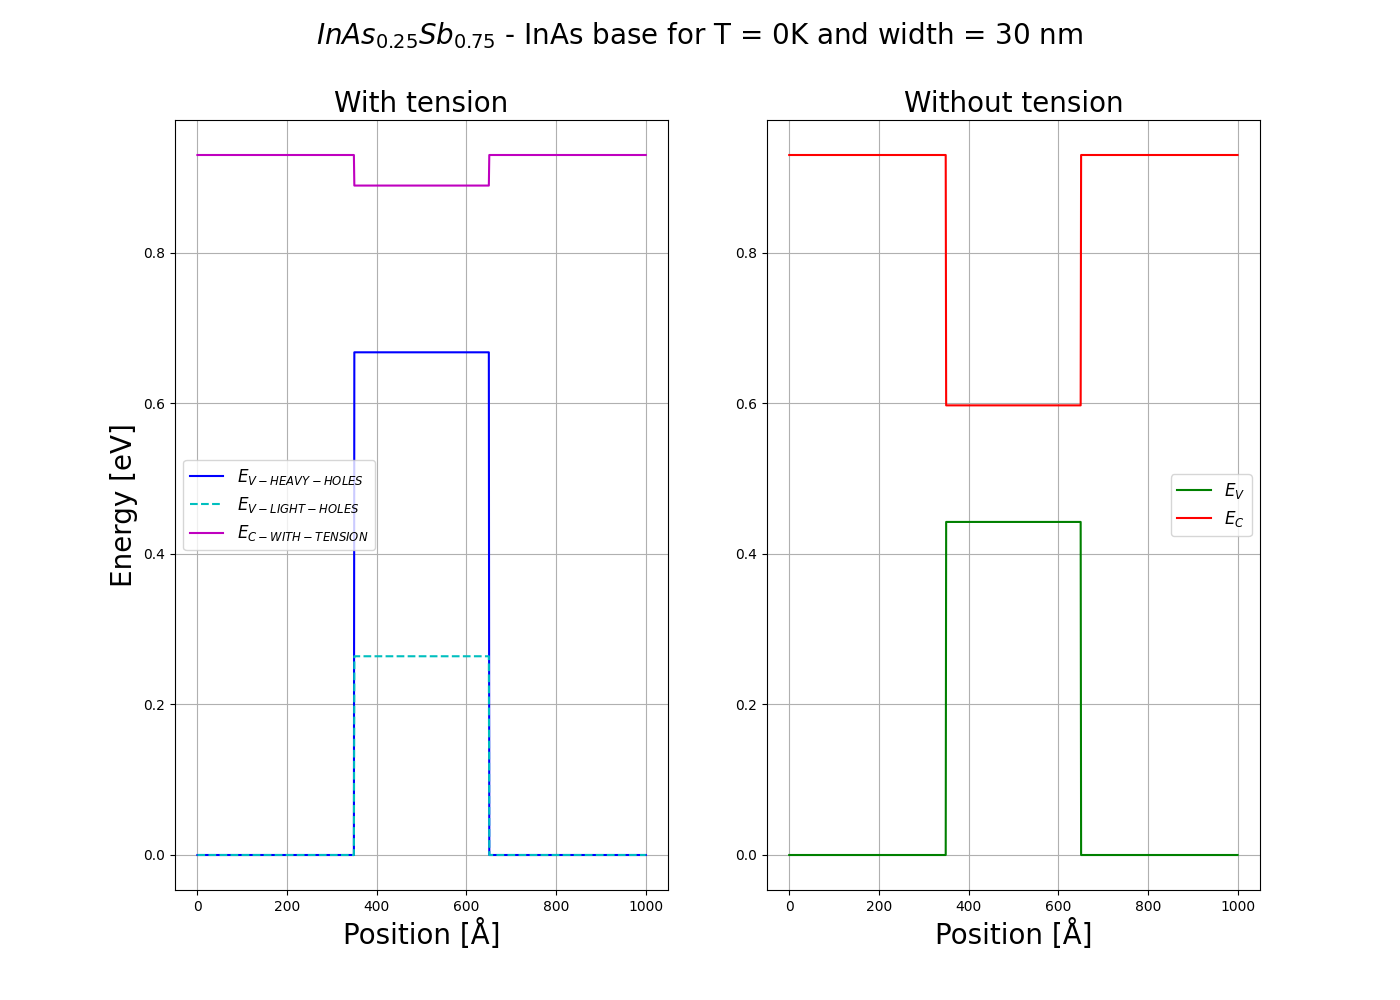 InAs0.25Sb0.75 - InAs base for T = 0K and width = 30 nm
With tension
Without tension
Energy [eV]
0.8
0.6
0.4
0.2
0.0
EV−HEAVY−HOLES
EV−LIGHT−HOLES
EC−WITH−TENSION
0 200 400 600 800 1000
Position [Å]
0.8
0.6
0.4
0.2
0.0
EV
EC
0 200 400 600 800 1000
Position [Å]